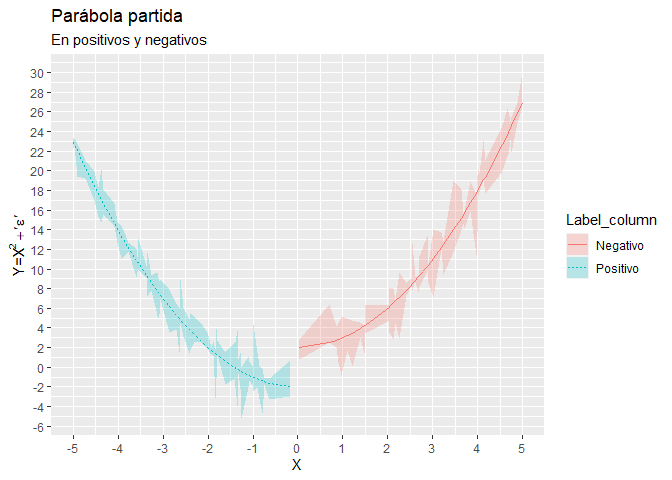 Parábola partida
En positivos y negativos
30
28
26
24
22
20
18
16
14
12
10
8
6
4
2
0
-2
-4
-6
Y=X² + 'ε'
-5 -4 -3 -2 -1 0 1 2 3 4 5
X
Label_column
Negativo
Positivo